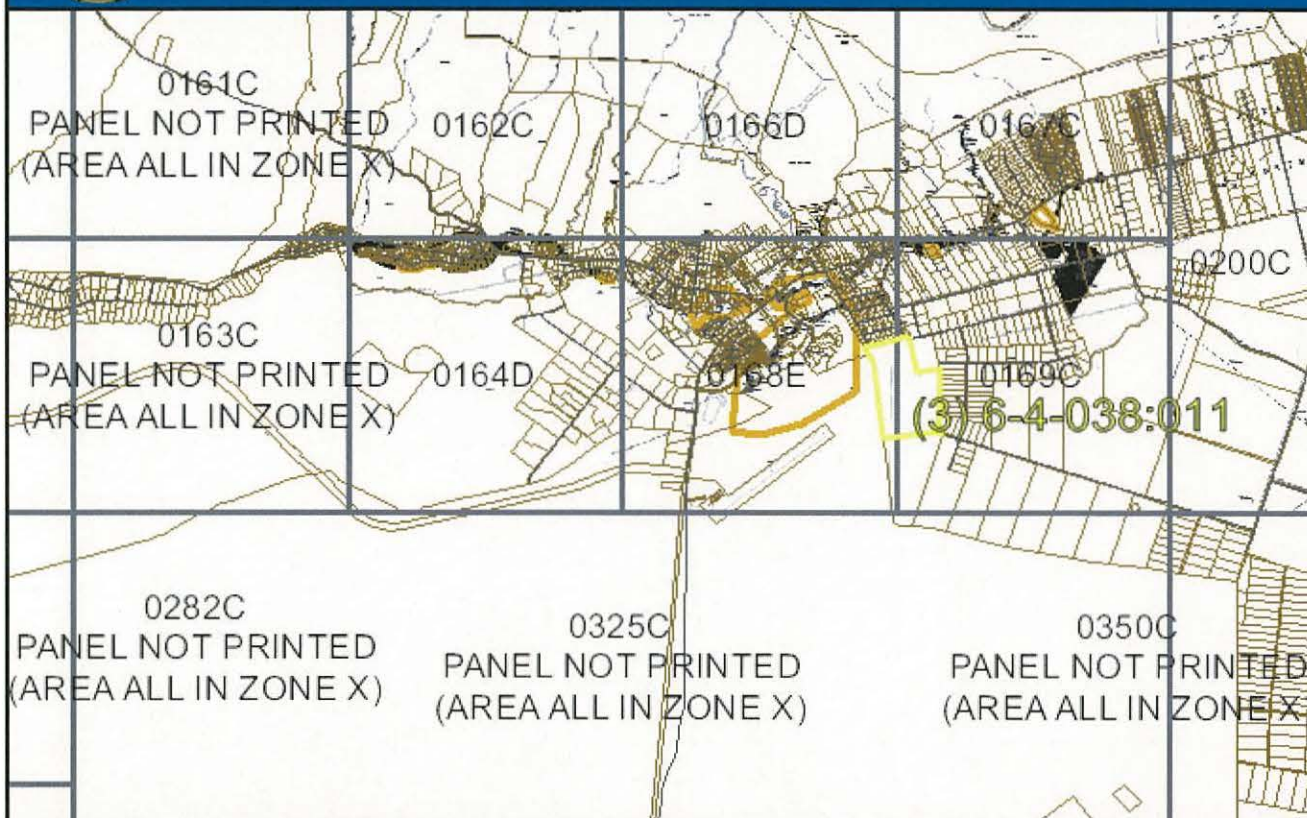 0161C
PANEL NOT PRINTED
(AREA ALL IN ZONE X)
0162C
0166D
0167C
0200C
0163C
PANEL NOT PRINTED
(AREA ALL IN ZONE X)
0164D
0168E
0169C
(3) 6-4-038:011
0282C
PANEL NOT PRINTED
(AREA ALL IN ZONE X)
0325C
PANEL NOT PRINTED
(AREA ALL IN ZONE X)
0350C
PANEL NOT PRINTED
(AREA ALL IN ZONE X